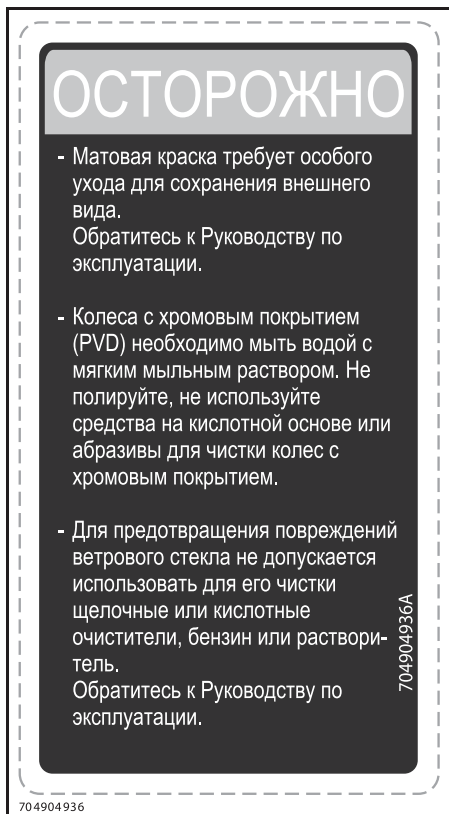 ОСТОРОЖНО
- Матовая краска требует особого
ухода для сохранения внешнего
вида.
Обратитесь к Руководству по
эксплуатации.
- Колеса с хромовым покрытием
(PVD) необходимо мыть водой с
мягким мыльным раствором. Не
полируйте, не используйте
средства на кислотной основе или
абразивы для чистки колес с
хромовым покрытием.
- Для предотвращения повреждений
ветрового стекла не допускается
использовать для его чистки
щелочные или кислотные
очистители, бензин или раствори-
тель.
Обратитесь к Руководству по
эксплуатации.
704904936A
704904936